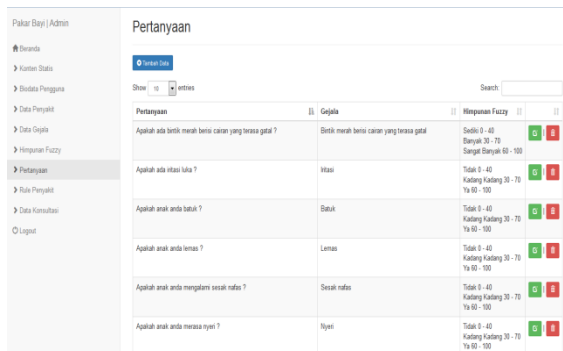 Pakar Bayi | Admin
Beranda
Konten Statis
Biodata Pengguna
Data Penyakit
Data Gejala
Himpunan Fuzzy
Pertanyaan
Rule Penyakit
Data Konsultasi
Logout
Pertanyaan
Tambah Data
Show 10 entries
Search:
Pertanyaan Gejala Himpunan Fuzzy
Apakah ada bintik merah berisi cairan yang terasa gatal ? Bintik merah berisi cairan yang terasa gatal Sedikit 0 - 40
Banyak 30 - 70
Sangat Banyak 60 - 100
Apakah ada iritasi luka ? Iritasi Tidak 0 - 40
Kadang Kadang 30 - 70
Ya 60 - 100
Apakah anak anda batuk ? Batuk Tidak 0 - 40
Kadang Kadang 30 - 70
Ya 60 - 100
Apakah anak anda lemas ? Lemas Tidak 0 - 40
Kadang Kadang 30 - 70
Ya 60 - 100
Apakah anak anda mengalami sesak nafas ? Sesak nafas Tidak 0 - 40
Kadang Kadang 30 - 70
Ya 60 - 100
Apakah anak anda merasa nyeri ? Nyeri Tidak 0 - 40
Kadang Kadang 30 - 70
Ya 60 - 100